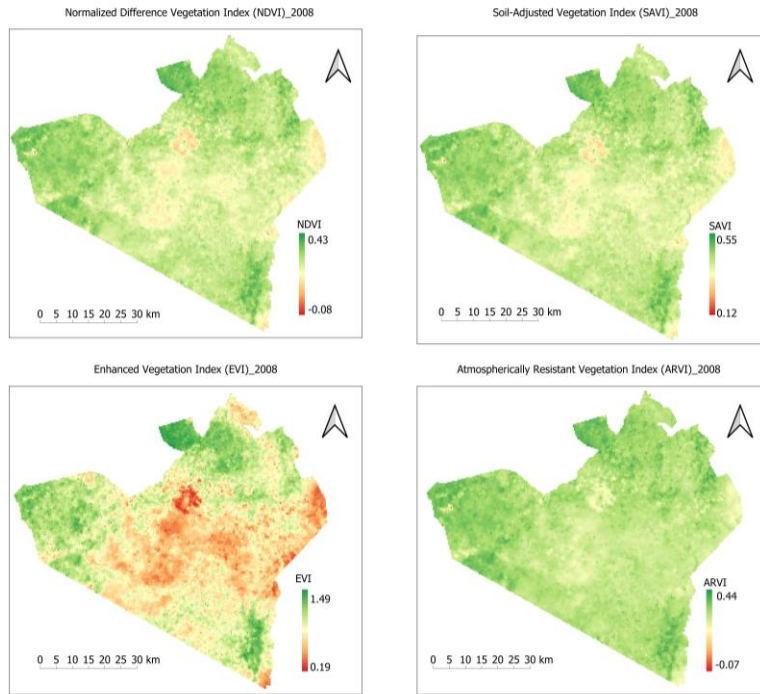 Normalized Difference Vegetation Index (NDVI)_2008
NDVI
0.43
-0.08
0 5 10 15 20 25 30 km
Soil-Adjusted Vegetation Index (SAVI)_2008
SAVI
0.55
0.12
0 5 10 15 20 25 30 km
Enhanced Vegetation Index (EVI)_2008
EVI
1.49
0.19
0 5 10 15 20 25 30 km
Atmospherically Resistant Vegetation Index (ARVI)_2008
ARVI
0.44
-0.07
0 5 10 15 20 25 30 km